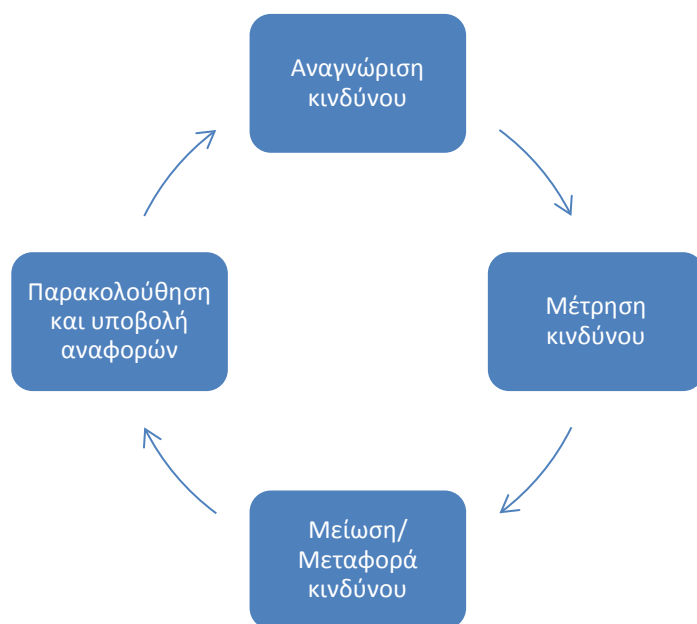 Αναγνώριση
κινδύνου
Μέτρηση
κινδύνου
Μείωση/
Μεταφορά
κινδύνου
Παρακολούθηση
και υποβολή
αναφορών